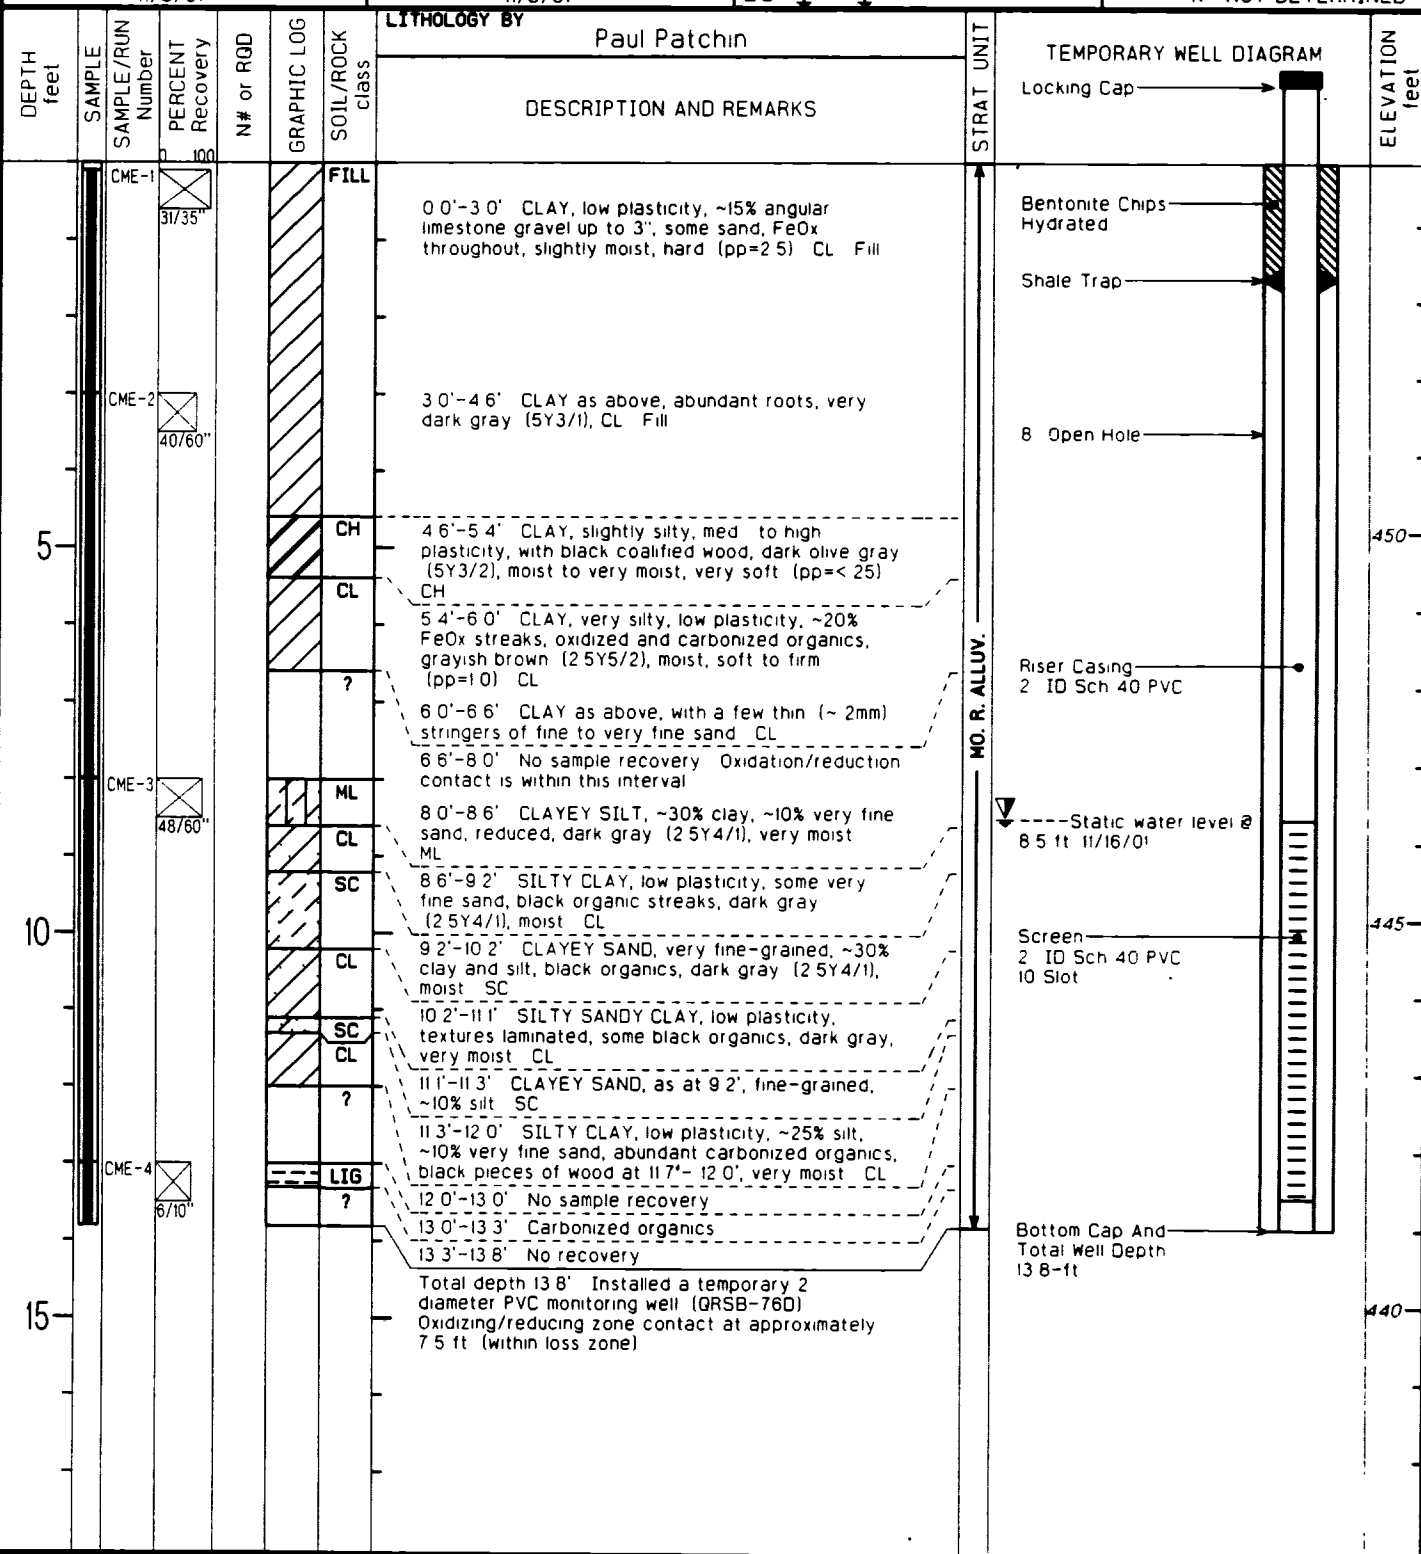 LITHOLOGY BY
Paul Patchin
DEPTH
feet
SAMPLE
SAMPLE/RUN
Number
PERCENT
Recovery
0 100
N# or RQD
GRAPHIC LOG
SOIL/ROCK
class
DESCRIPTION AND REMARKS
STRAT UNIT
TEMPORARY WELL DIAGRAM
ELEVATION
feet
Locking Cap
CME-1
31/35"
FILL
0 0'-3 0' CLAY, low plasticity, ~15% angular
limestone gravel up to 3", some sand, FeOx
throughout, slightly moist, hard (pp=2 5) CL Fill
Bentonite Chips
Hydrated
Shale Trap
CME-2
40/60"
3 0'-4 6' CLAY as above, abundant roots, very
dark gray (5Y3/1), CL Fill
8 Open Hole
5
CH
4 6'-5 4' CLAY, slightly silty, med to high
plasticity, with black coalified wood, dark olive gray
(5Y3/2), moist to very moist, very soft (pp=< 25)
CH
450
CL
5 4'-6 0' CLAY, very silty, low plasticity, ~20%
FeOx streaks, oxidized and carbonized organics,
grayish brown (2 5Y5/2), moist, soft to firm
(pp=1 0) CL
MO. R. ALLUV.
Riser Casing
2 ID Sch 40 PVC
?
6 0'-6 6' CLAY as above, with a few thin (~ 2mm)
stringers of fine to very fine sand CL
6 6'-8 0' No sample recovery Oxidation/reduction
contact is within this interval
CME-3
48/60"
ML
8 0'-8 6' CLAYEY SILT, ~30% clay, ~10% very fine
sand, reduced, dark gray (2 5Y4/1), very moist
ML
Static water level @
8 5 ft 11/16/01
CL
8 6'-9 2' SILTY CLAY, low plasticity, some very
fine sand, black organic streaks, dark gray
(2 5Y4/1), moist CL
SC
10
9 2'-10 2' CLAYEY SAND, very fine-grained, ~30%
clay and silt, black organics, dark gray (2 5Y4/1),
moist SC
445
Screen
2 ID Sch 40 PVC
10 Slot
CL
10 2'-11 1' SILTY SANDY CLAY, low plasticity,
textures laminated, some black organics, dark gray,
very moist CL
SC
11 1'-11 3' CLAYEY SAND, as at 9 2', fine-grained,
~10% silt SC
CL
11 3'-12 0' SILTY CLAY, low plasticity, ~25% silt,
~10% very fine sand, abundant carbonized organics,
black pieces of wood at 11 7'- 12 0', very moist CL
?
12 0'-13 0' No sample recovery
CME-4
6/10"
LIG
13 0'-13 3' Carbonized organics
?
13 3'-13 8' No recovery
Bottom Cap And
Total Well Depth
13 8-ft
Total depth 13 8' Installed a temporary 2
diameter PVC monitoring well (QRSB-76D)
Oxidizing/reducing zone contact at approximately
7 5 ft (within loss zone)
15
440